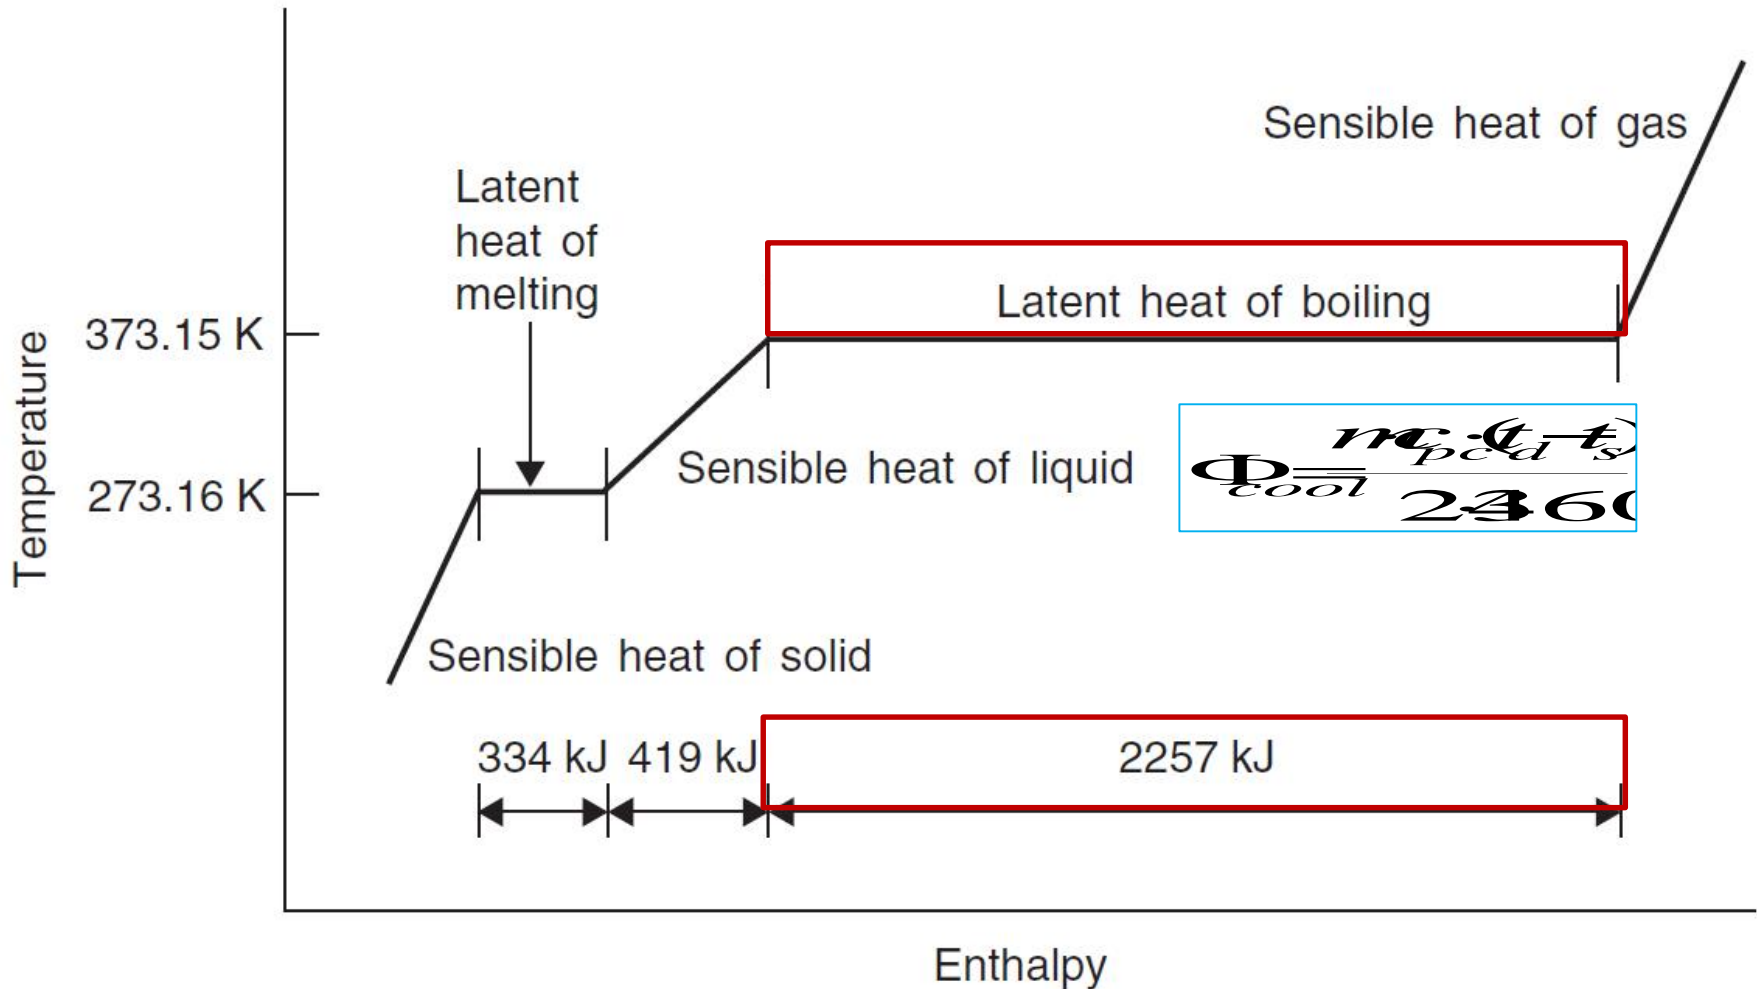 Sensible heat of gas
Latent
heat of
melting
Latent heat of boiling
373.15 K
Temperature
Sensible heat of liquid
Φcool=
273.16 K
Sensible heat of solid
334 kJ 419 kJ 2257 kJ
Enthalpy